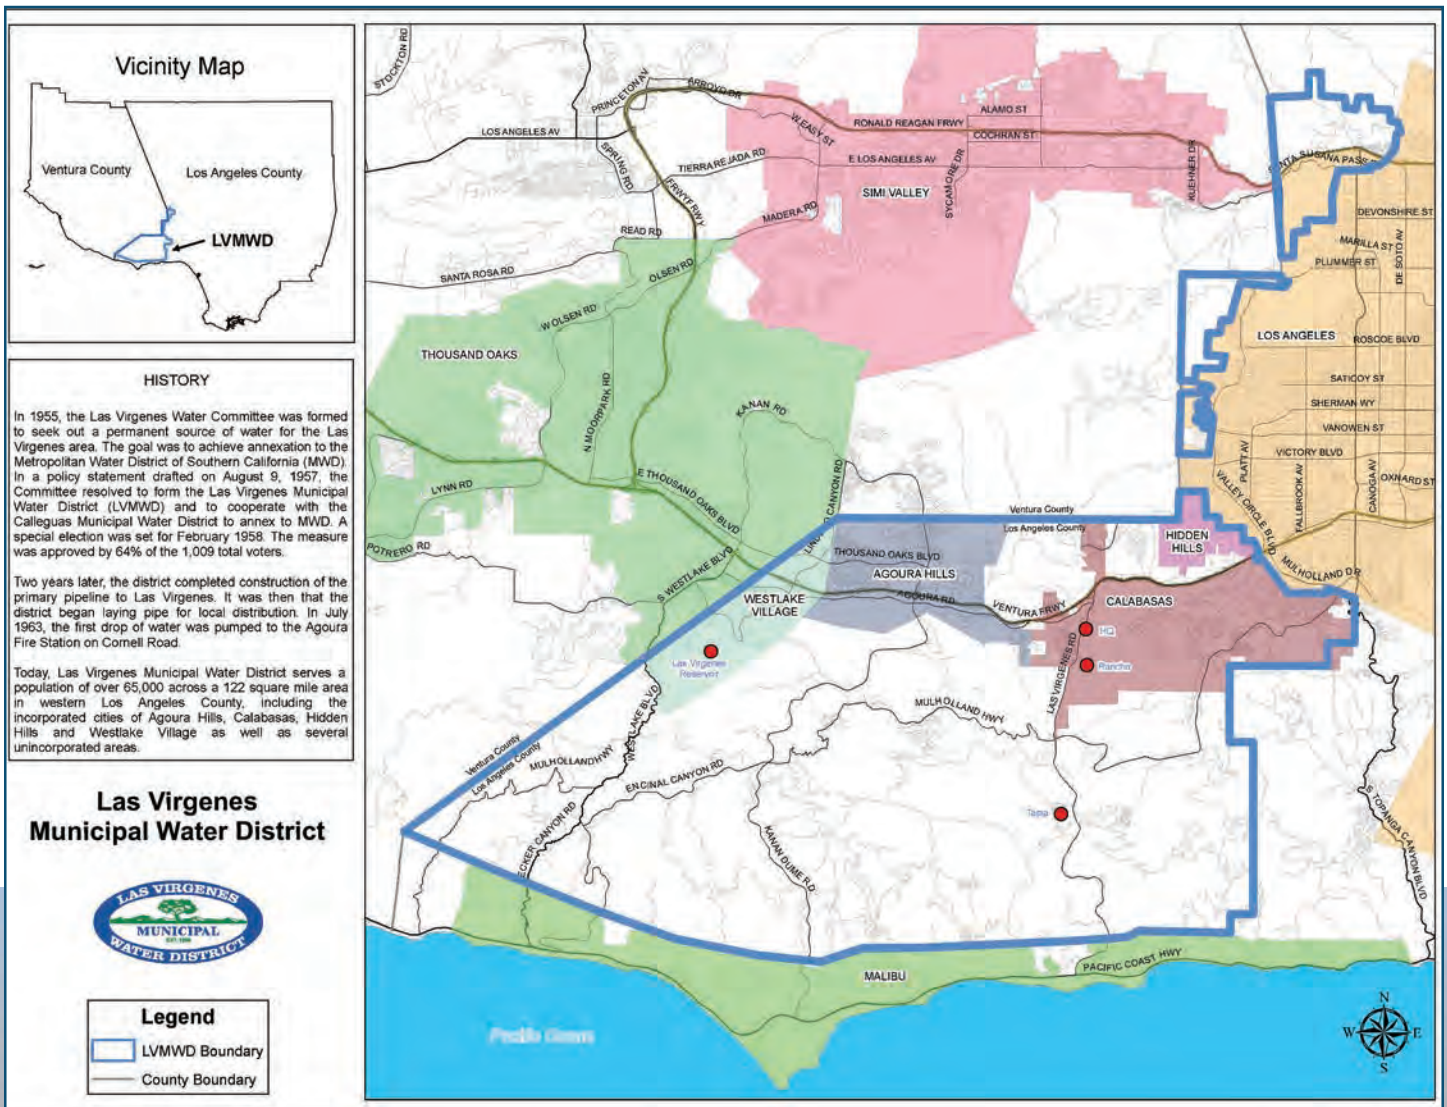 Vicinity Map
Ventura County
Los Angeles County
LVMWD
HISTORY
In 1955, the Las Virgenes Water Committee was formed
to seek out a permanent source of water for the Las
Virgenes area. The goal was to achieve annexation to the
Metropolitan Water District of Southern California (MWD).
In a policy statement drafted on August 9, 1957, the
Committee resolved to form the Las Virgenes Municipal
Water District (LVMWD) and to cooperate with the
Calleguas Municipal Water District to annex to MWD. A
special election was set for February 1958. The measure
was approved by 64% of the 1,009 total voters.
Two years later, the district completed construction of the
primary pipeline to Las Virgenes. It was then that the
district began laying pipe for local distribution. In July
1963, the first drop of water was pumped to the Agoura
Fire Station on Cornell Road.
Today, Las Virgenes Municipal Water District serves a
population of over 65,000 across a 122 square mile area
in western Los Angeles County, including the
incorporated cities of Agoura Hills, Calabasas, Hidden
Hills and Westlake Village as well as several
unincorporated areas.
Las Virgenes
Municipal Water District
LAS VIRGENES
MUNICIPAL
EST. 1958
WATER DISTRICT
Legend
LVMWD Boundary
County Boundary
STOCKTON RD
PRINCETON AV
ARROYO DR
LOS ANGELES AV
SPRING RD
W EASY ST
RONALD REAGAN FRWY
ALAMO ST
COCHRAN ST
TIERRA REJADA RD
E LOS ANGELES AV
SYCAMORE DR
KUEHNER DR
SANTA SUSANA PASS
SIMI VALLEY
FRWY
FRWY
MADERA RD
READ RD
OLSEN RD
SANTA ROSA RD
W OLSEN RD
DEVONSHIRE ST
MARILLA ST
PLUMMER ST
DE SOTO AV
LOS ANGELES
ROSCOE BLVD
THOUSAND OAKS
N MOORPARK RD
KANAN RD
SATICOY ST
SHERMAN WY
VANOWEN ST
VICTORY BLVD
PLATT AV
FALLBROOK AV
CANOGA AV
OXNARD ST
VALLEY CIRCLE BLVD
LYNN RD
E THOUSAND OAKS BLVD
CANYON RD
POTRERO RD
S WESTLAKE BLVD
Ventura County
Los Angeles County
HIDDEN
HILLS
MULHOLLAND DR
THOUSAND OAKS BLVD
AGOURA HILLS
AGOURA RD
WESTLAKE
VILLAGE
VENTURA FRWY
CALABASAS
HQ
Rancho
LAS VIRGENES RD
Las Virgenes
Reservoir
WESTLAKE BLVD
MULHOLLAND HWY
Ventura County
Los Angeles County
MULHOLLAND HWY
ENCINAL CANYON RD
DECKER CANYON RD
KANAN DUME RD
Tapia
S TOPANGA CANYON BLVD
MALIBU
PACIFIC COAST HWY
Pacific Ocean
N
W
E
S